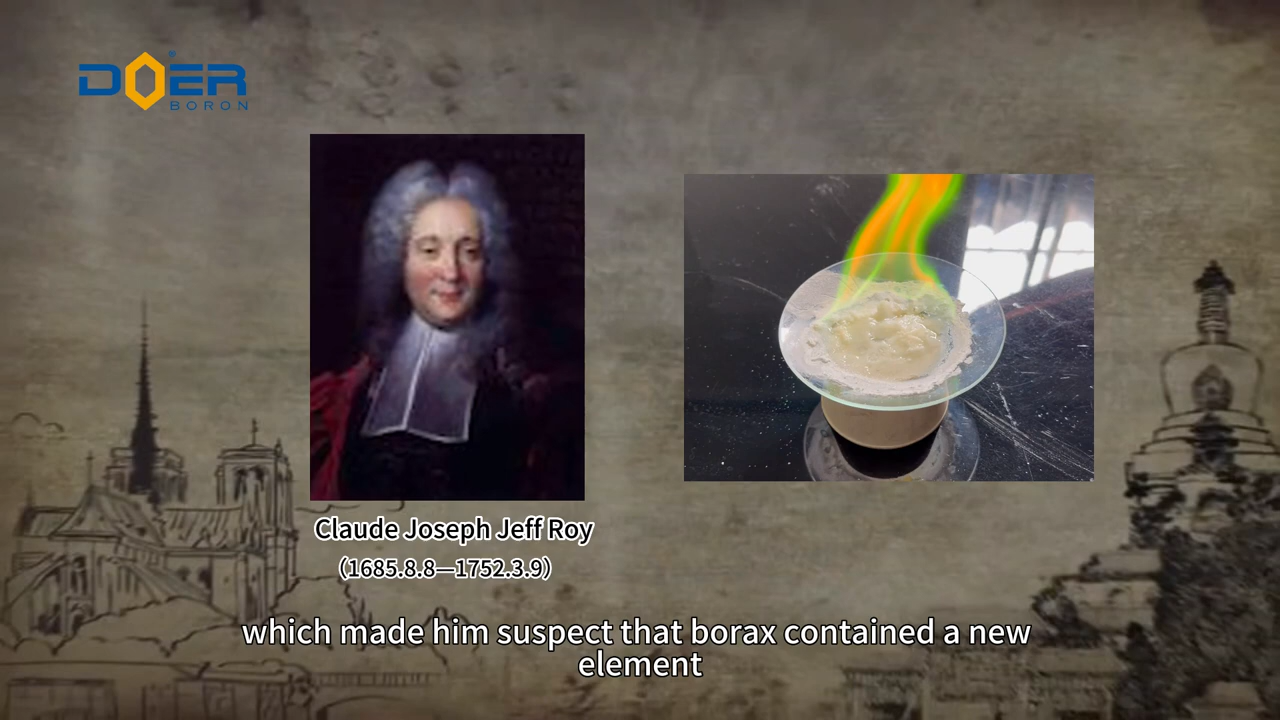 DOER
BORON
Claude Joseph Jeff Roy
(1685.8.8—1752.3.9)
which made him suspect that borax contained a new
element